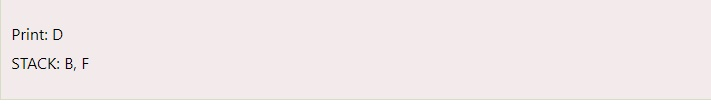 Print: D
STACK: B, F